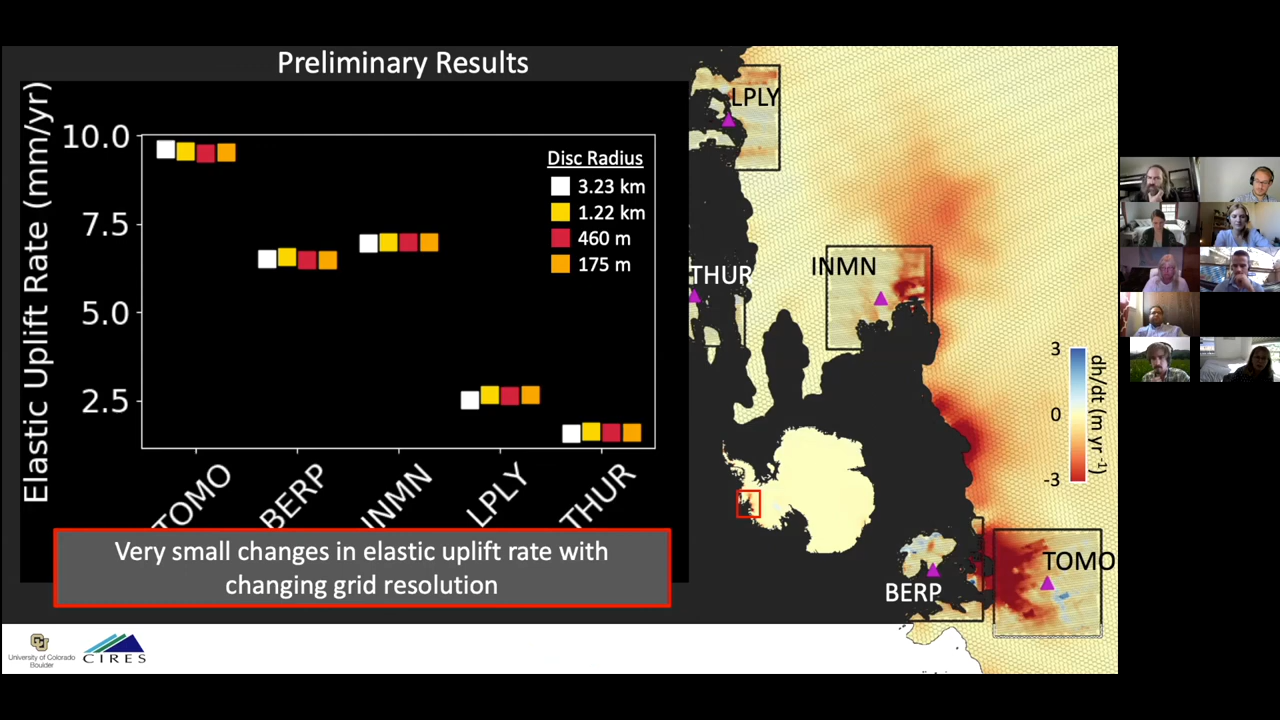 Preliminary Results
Elastic Uplift Rate (mm/yr)
10.0
7.5
5.0
2.5
Disc Radius
3.23 km
1.22 km
460 m
175 m
TOMO
BERP
INMN
LPLY
THUR
Very small changes in elastic uplift rate with
changing grid resolution
LPLY
THUR
INMN
BERP
TOMO
3
0
-3
dh/dt (m yr⁻¹)
University of Colorado
Boulder
CIRES